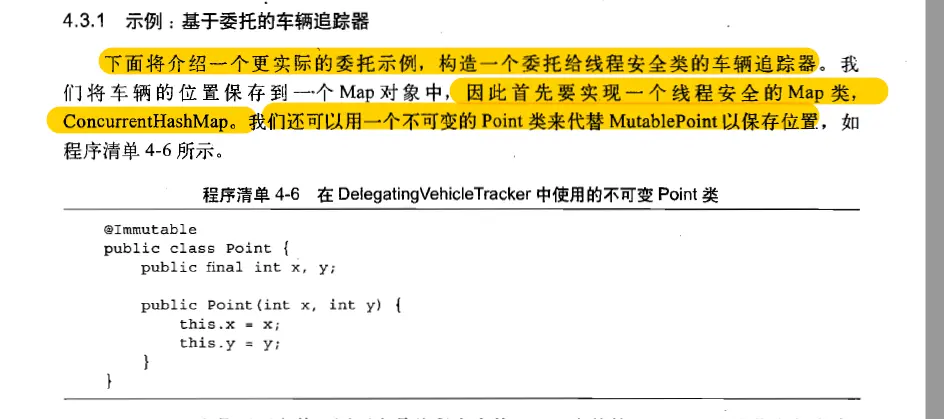 4.3.1 示例：基于委托的车辆追踪器
下面将介绍一个更实际的委托示例，构造一个委托给线程安全类的车辆追踪器。我
们将车辆的位置保存到一个 Map 对象中，因此首先要实现一个线程安全的 Map 类，
ConcurrentHashMap。我们还可以用一个不可变的 Point 类来代替 MutablePoint 以保存位置，如
程序清单 4-6 所示。
程序清单 4-6 在 DelegatingVehicleTracker 中使用的不可变 Point 类
@Immutable
public class Point {
public final int x, y;
public Point(int x, int y) {
this.x = x;
this.y = y;
}
}